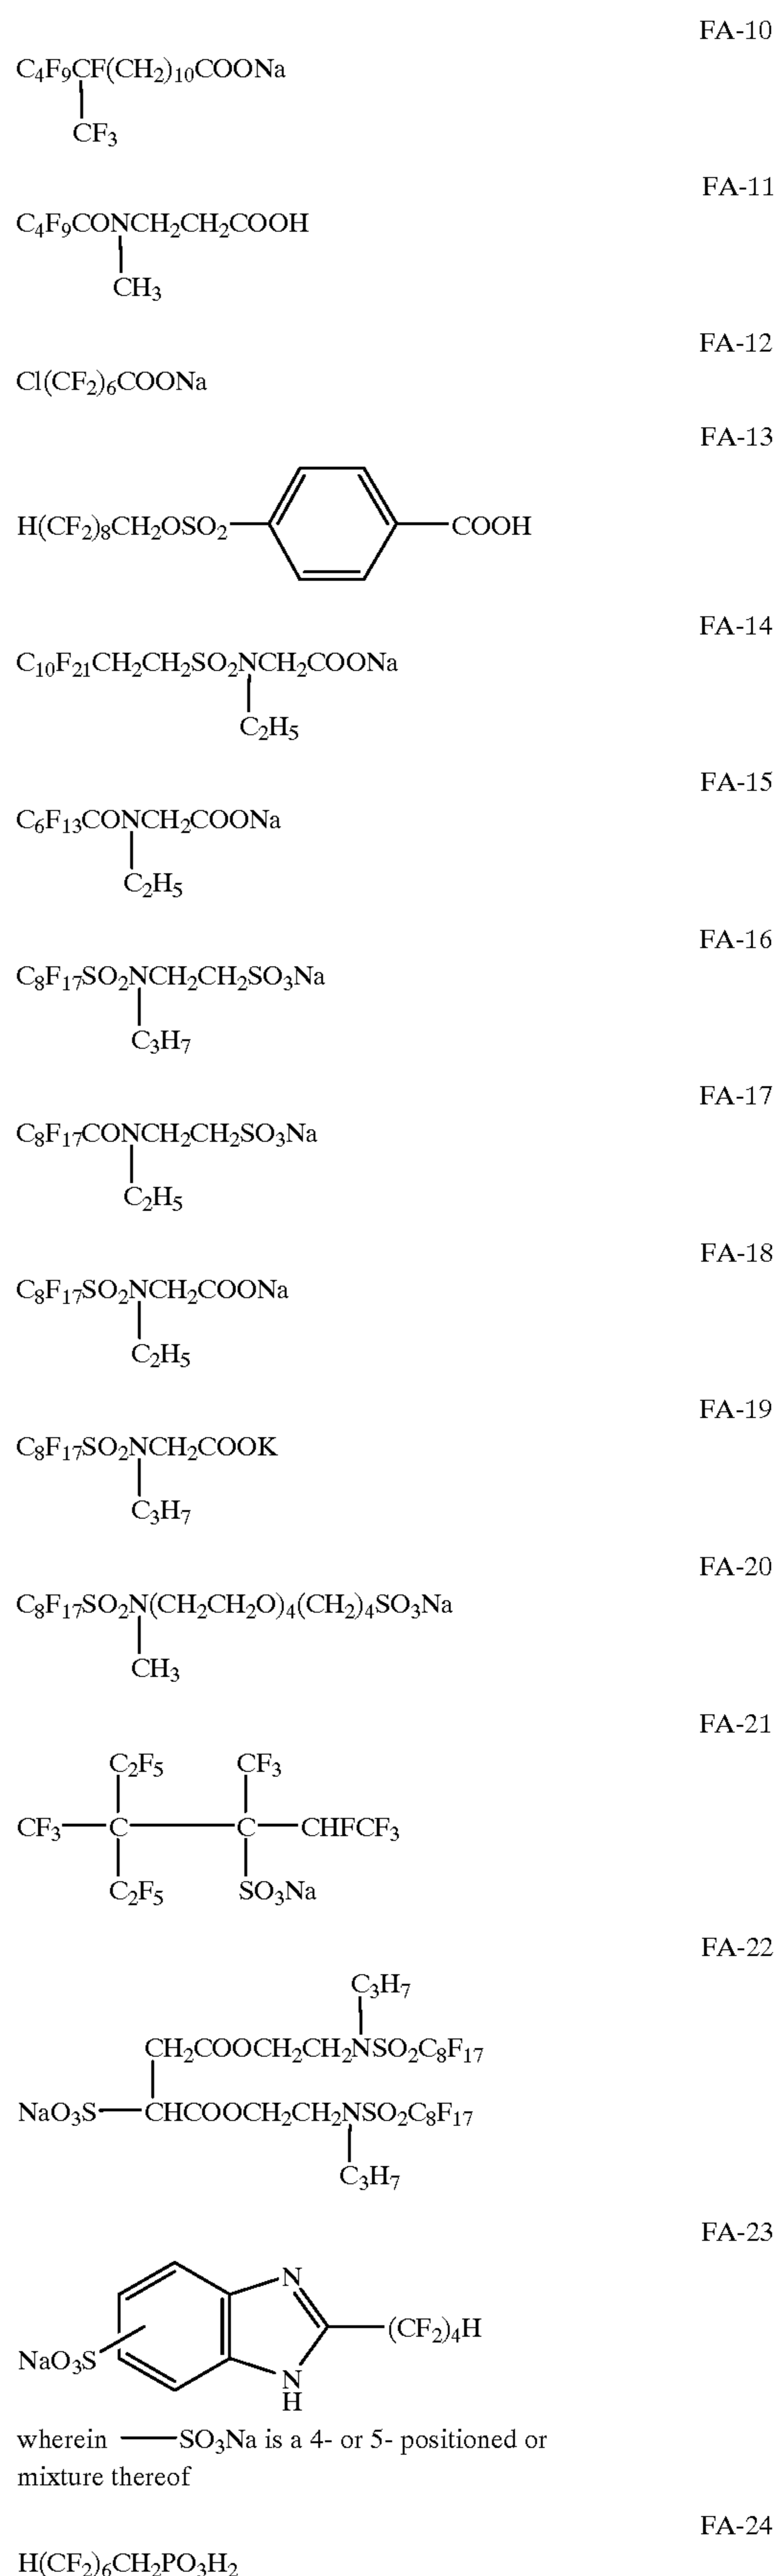 FA-10
C4F9CF(CH2)10COONa
CF3
FA-11
C4F9CONCH2CH2COOH
CH3
FA-12
Cl(CF2)6COONa
FA-13
H(CF2)8CH2OSO2 COOH
FA-14
C10F21CH2CH2SO2NCH2COONa
C2H5
FA-15
C6F13CONCH2COONa
C2H5
FA-16
C8F17SO2NCH2CH2SO3Na
C3H7
FA-17
C8F17CONCH2CH2SO3Na
C2H5
FA-18
C8F17SO2NCH2COONa
C2H5
FA-19
C8F17SO2NCH2COOK
C3H7
FA-20
C8F17SO2N(CH2CH2O)4(CH2)4SO3Na
CH3
FA-21
C2F5 CF3
CF3 C C CHFCF3
C2F5 SO3Na
FA-22
C3H7
CH2COOCH2CH2NSO2C8F17
NaO3S CHCOOCH2CH2NSO2C8F17
C3H7
FA-23
N
(CF2)4H
NaO3S
N
H
wherein —SO3Na is a 4- or 5- positioned or
mixture thereof
FA-24
H(CF2)6CH2PO3H2